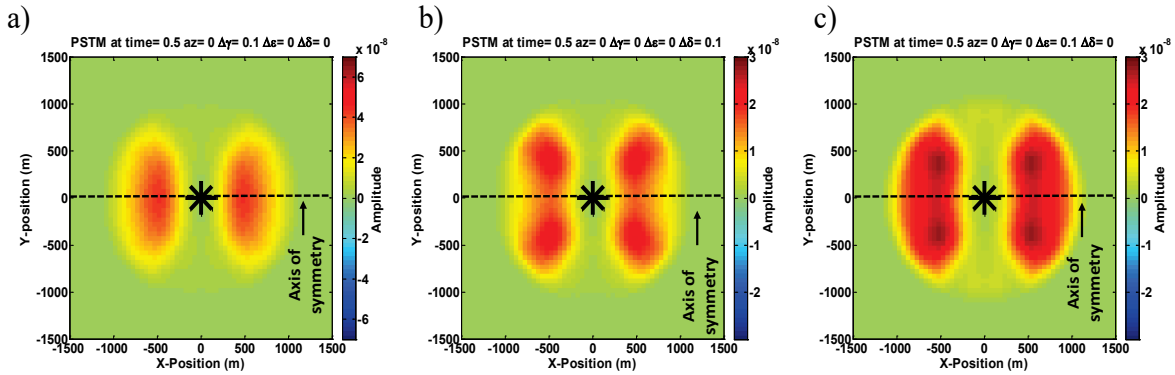 a)
PSTM at time= 0.5 az= 0 Δγ= 0.1 Δε= 0 Δδ= 0
x 10⁻⁸
1500
1000
500
0
-500
-1000
-1500
Y-position (m)
-1500 -1000 -500 0 500 1000 1500
X-Position (m)
Axis of
symmetry
6
4
2
0
-2
-4
-6
Amplitude
b)
PSTM at time= 0.5 az= 0 Δγ= 0 Δε= 0 Δδ= 0.1
x 10⁻⁸
1500
1000
500
0
-500
-1000
-1500
Y-position (m)
-1500 -1000 -500 0 500 1000 1500
X-Position (m)
Axis of
symmetry
3
2
1
0
-1
-2
Amplitude
c)
PSTM at time= 0.5 az= 0 Δγ= 0 Δε= 0.1 Δδ= 0
x 10⁻⁸
1500
1000
500
0
-500
-1000
-1500
Y-position (m)
-1500 -1000 -500 0 500 1000 1500
X-Position (m)
Axis of
symmetry
3
2
1
0
-1
-2
Amplitude